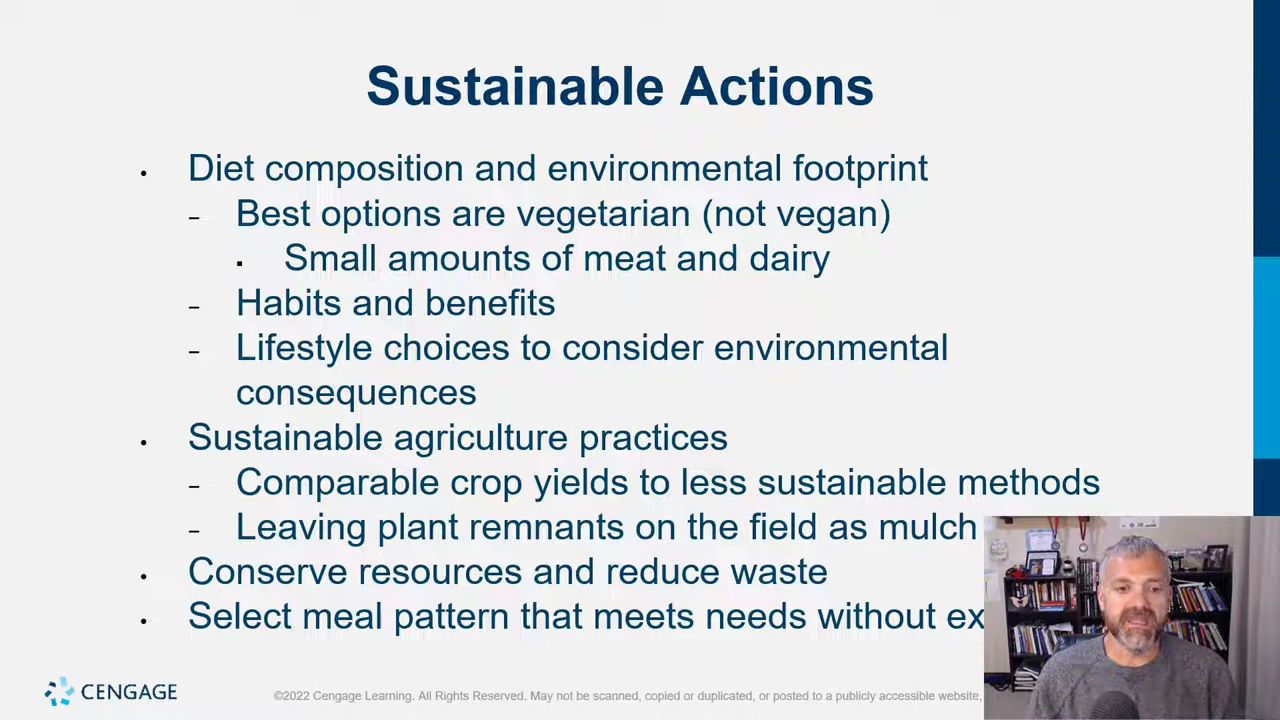 Sustainable Actions
Diet composition and environmental footprint
Best options are vegetarian (not vegan)
Small amounts of meat and dairy
Habits and benefits
Lifestyle choices to consider environmental
consequences
Sustainable agriculture practices
Comparable crop yields to less sustainable methods
Leaving plant remnants on the field as mulch
Conserve resources and reduce waste
Select meal pattern that meets needs without ex
CENGAGE
©2022 Cengage Learning. All Rights Reserved. May not be scanned, copied or duplicated, or posted to a publicly accessible website,